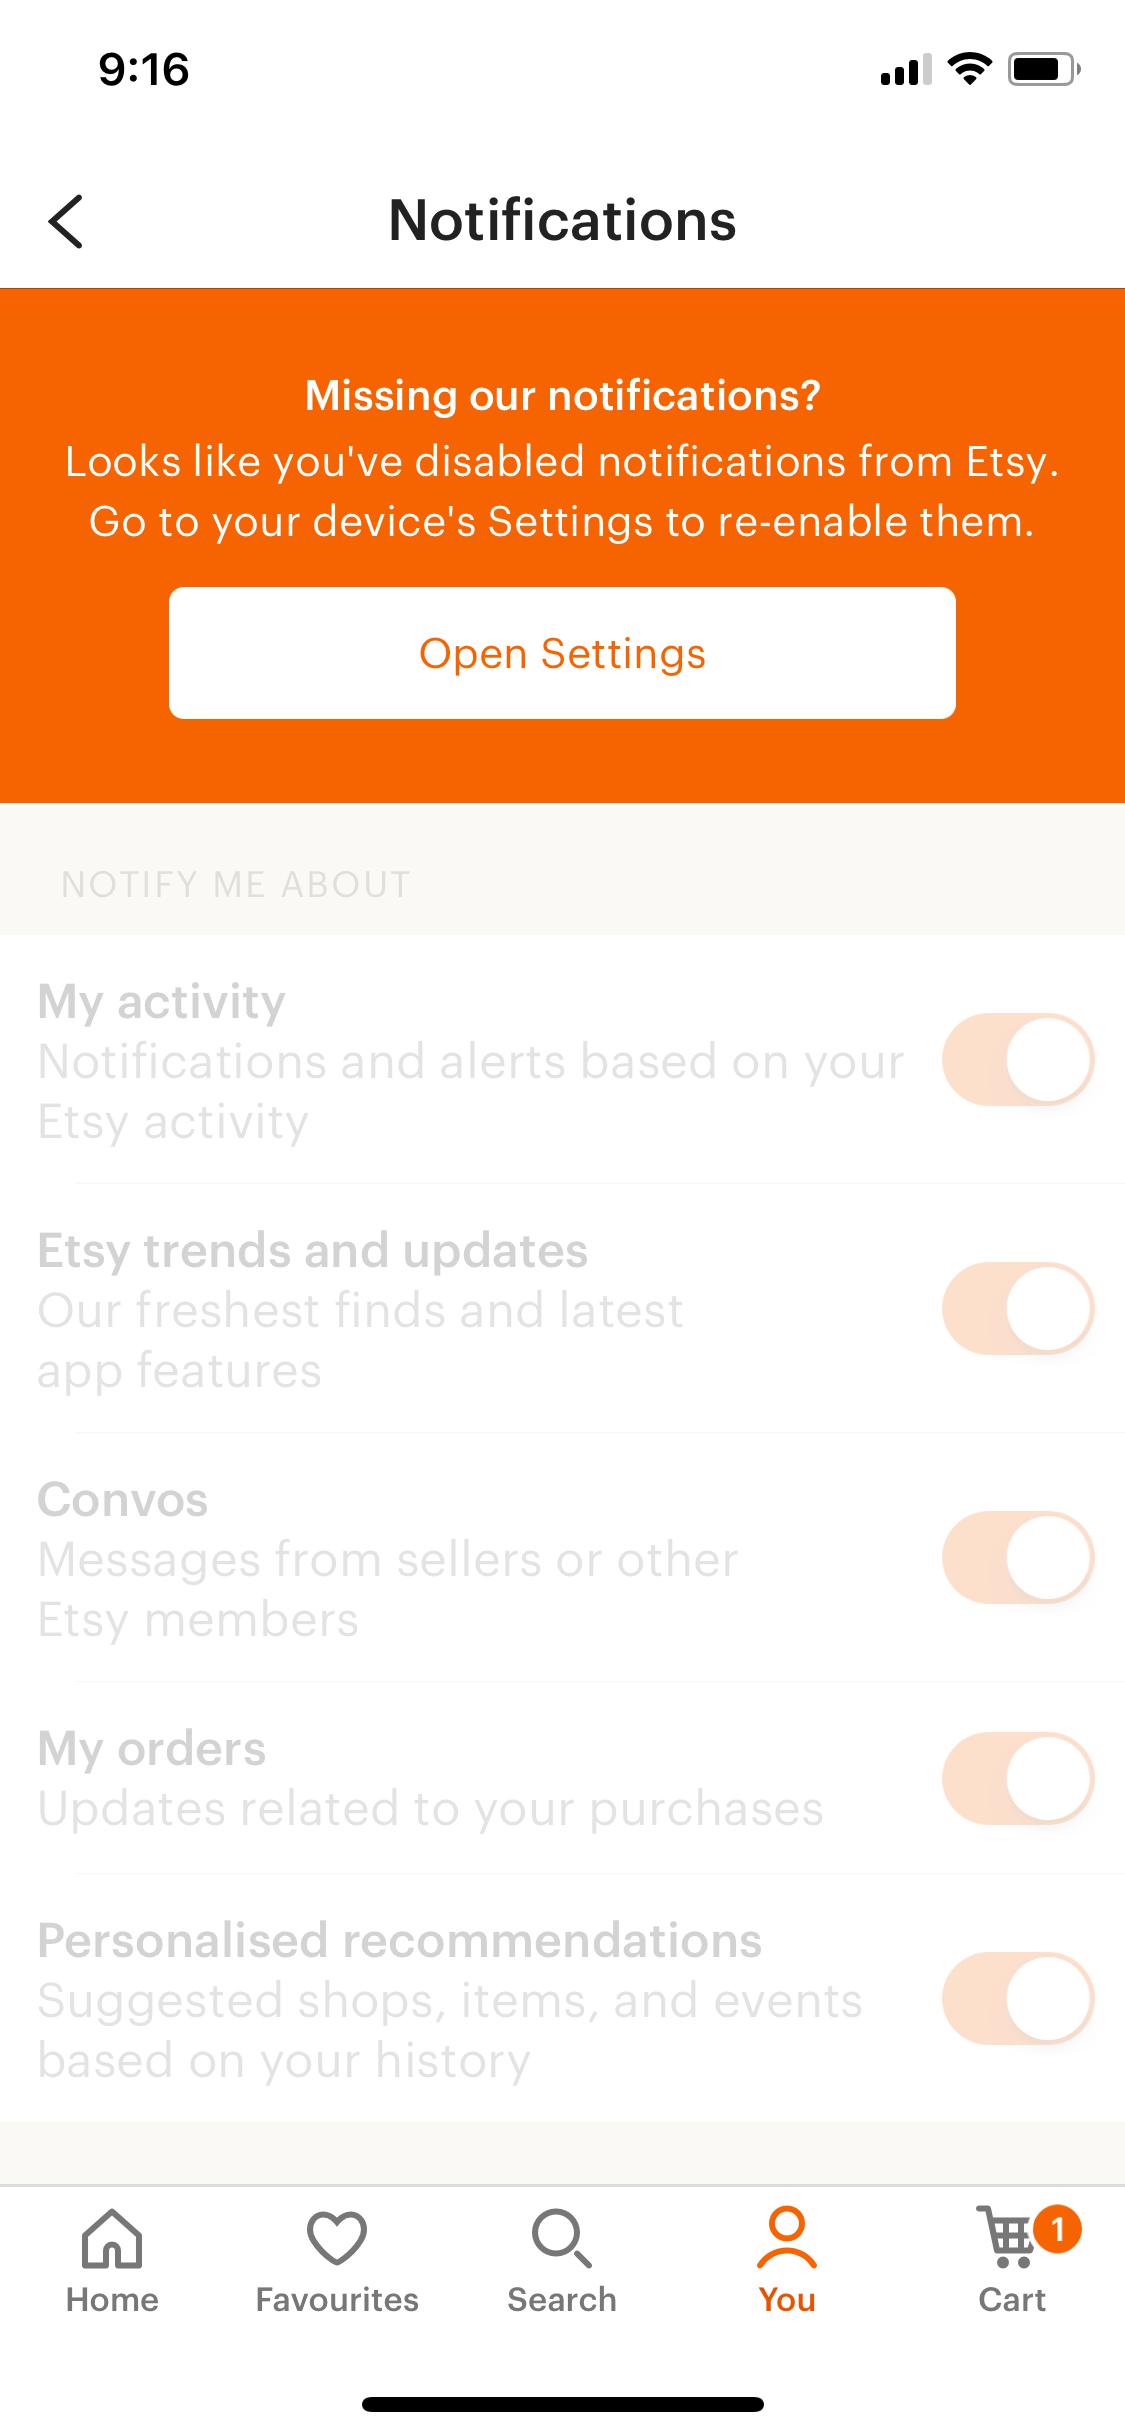 9:16
Notifications
Missing our notifications?
Looks like you've disabled notifications from Etsy.
Go to your device's Settings to re-enable them.
Open Settings
NOTIFY ME ABOUT
My activity
Notifications and alerts based on your
Etsy activity
Etsy trends and updates
Our freshest finds and latest
app features
Convos
Messages from sellers or other
Etsy members
My orders
Updates related to your purchases
Personalised recommendations
Suggested shops, items, and events
based on your history
1
Home Favourites Search You Cart